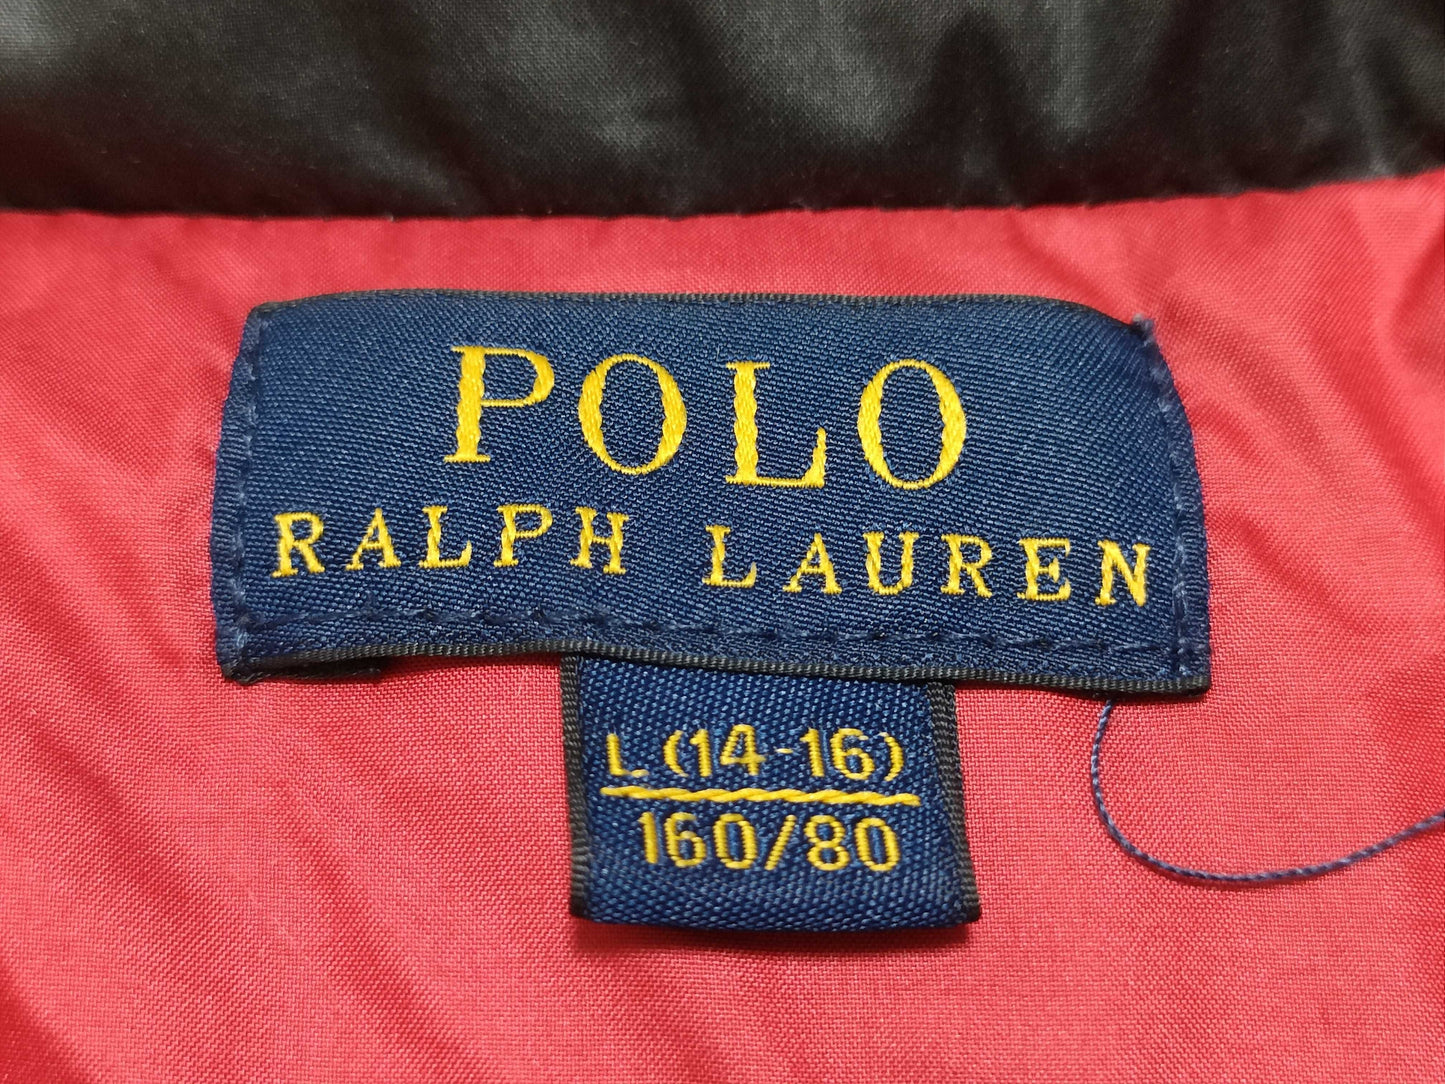 POLO
RALPH LAUREN
L (14-16)
160/80